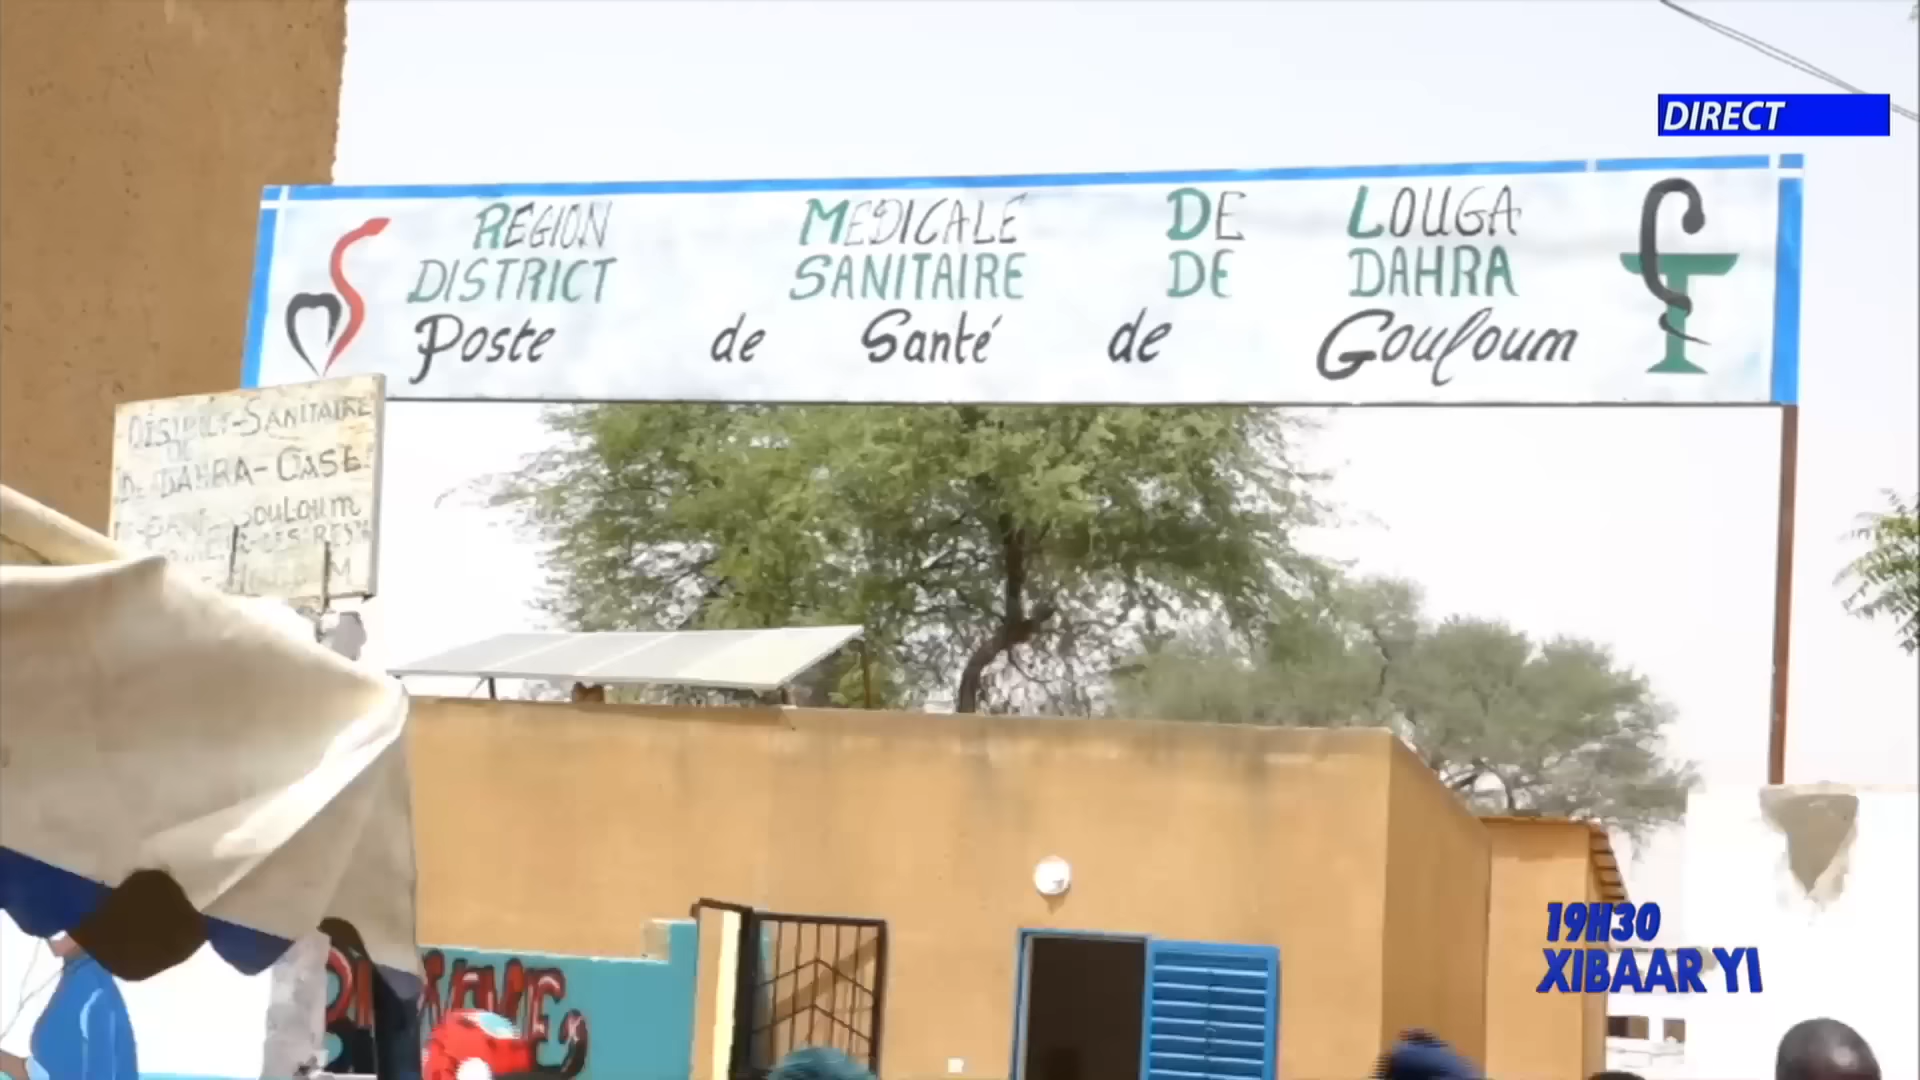 DIRECT
REGION MEDICALE DE LOUGA
DISTRICT SANITAIRE DE DAHRA
Poste de Santé de Gouloum
DISTRICT-SANITAIRE
DE DAHRA-CASE
19H30
XIBAAR YI